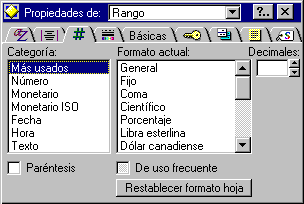 Propiedades de: Rango
Básicas
Categoría: Formato actual: Decimales:
Más usados
Número
Monetario
Monetario ISO
Fecha
Hora
Texto
General
Fijo
Coma
Científico
Porcentaje
Libra esterlina
Dólar canadiense
Paréntesis
De uso frecuente
Restablecer formato hoja